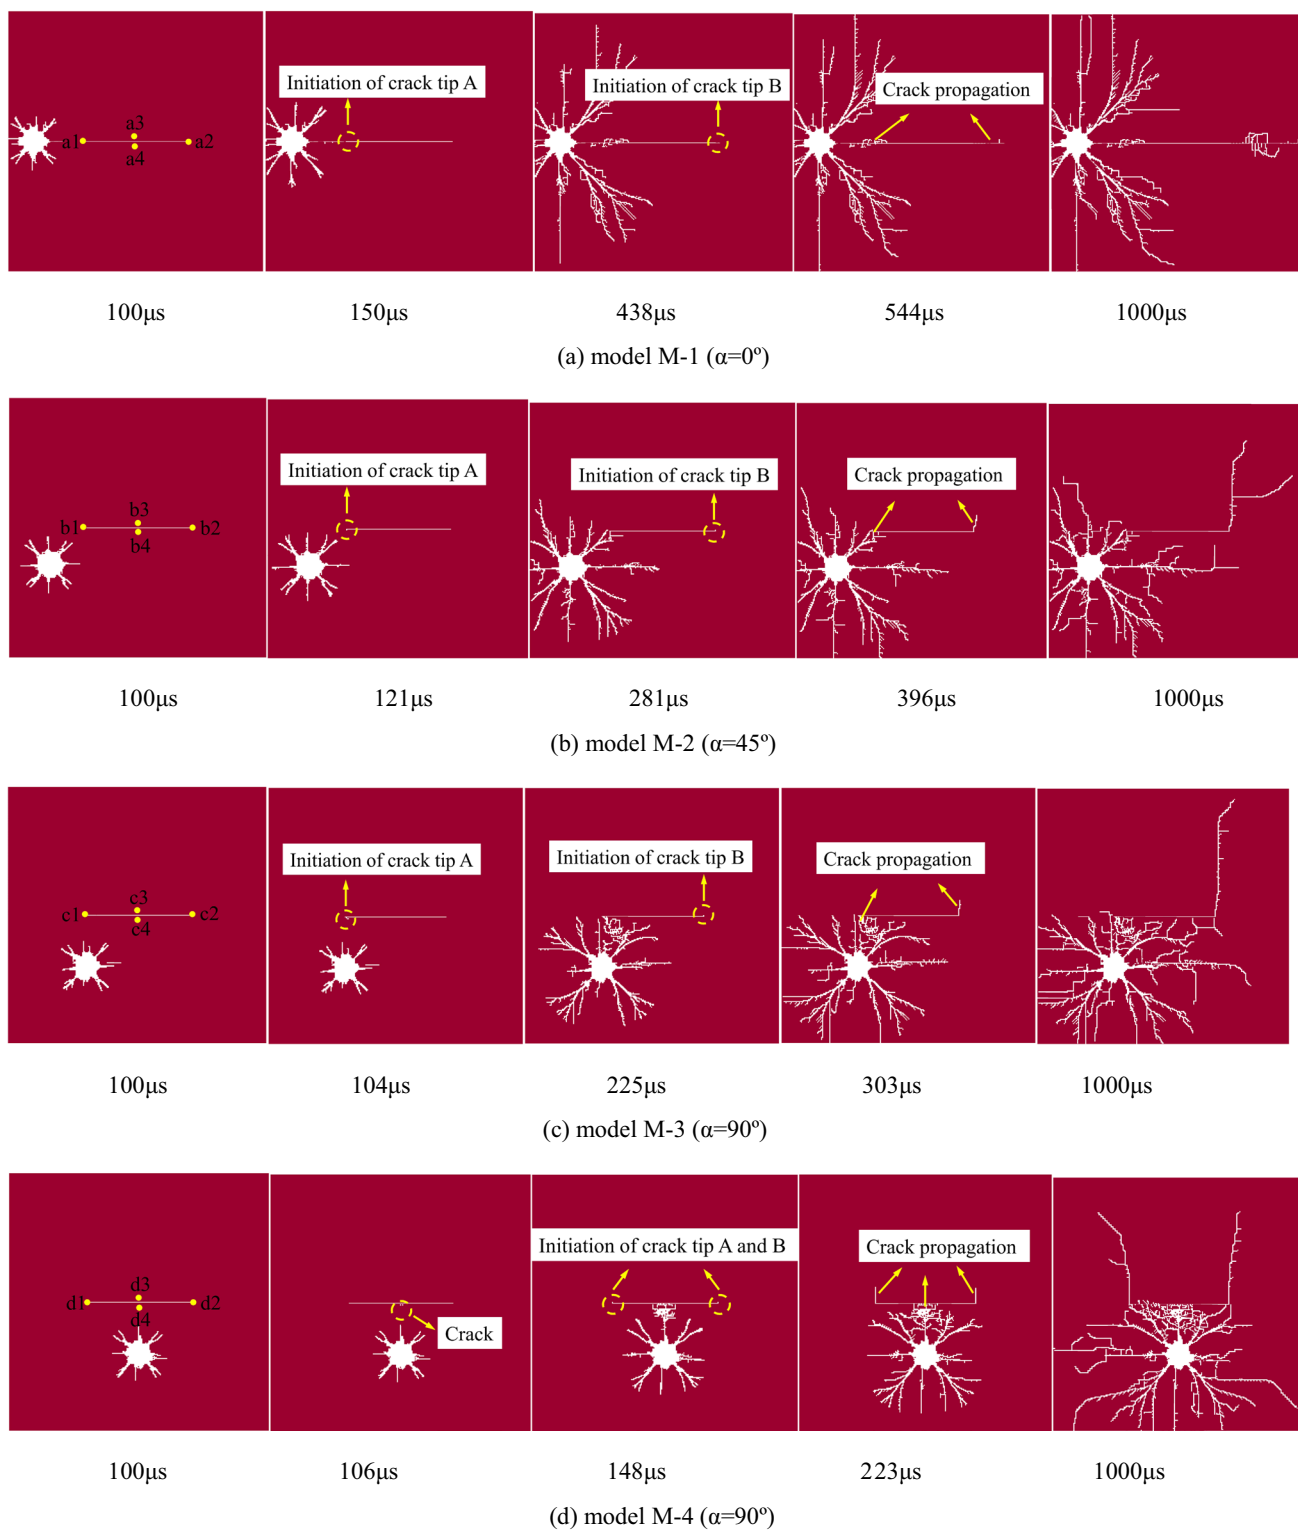 Initiation of crack tip A
Initiation of crack tip B
Crack propagation
a1
a3
a4
a2
100μs
150μs
438μs
544μs
1000μs
(a) model M-1 (α=0º)
Initiation of crack tip A
Initiation of crack tip B
Crack propagation
b1
b3
b4
b2
100μs
121μs
281μs
396μs
1000μs
(b) model M-2 (α=45º)
Initiation of crack tip A
Initiation of crack tip B
Crack propagation
c1
c3
c4
c2
100μs
104μs
225μs
303μs
1000μs
(c) model M-3 (α=90º)
Initiation of crack tip A and B
Crack propagation
d1
d3
d4
d2
Crack
100μs
106μs
148μs
223μs
1000μs
(d) model M-4 (α=90º)